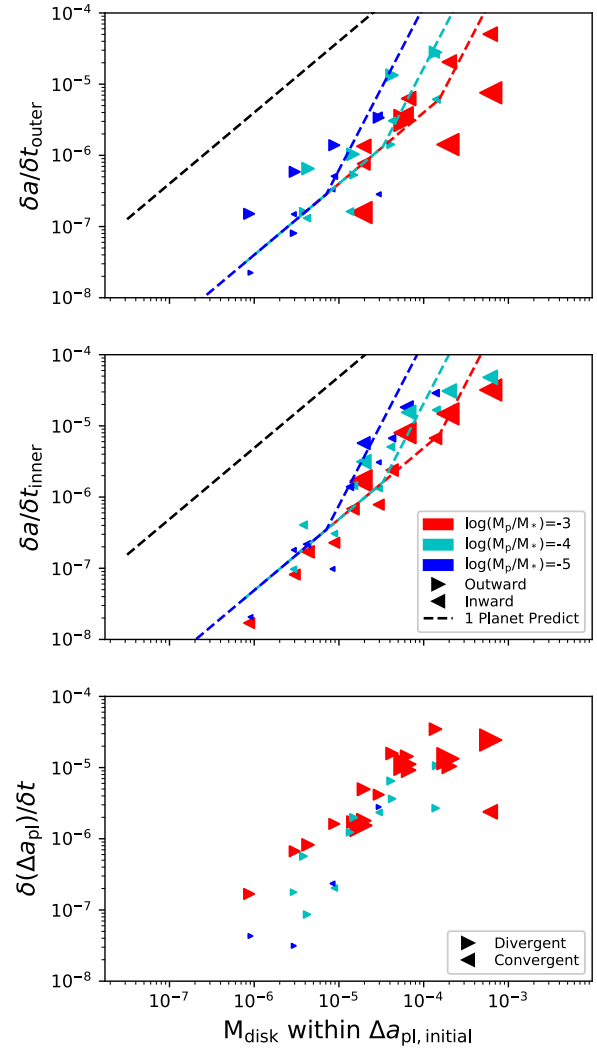 10⁻⁴
10⁻⁵
10⁻⁶
10⁻⁷
10⁻⁸
δa/δt_outer
10⁻⁴
10⁻⁵
10⁻⁶
10⁻⁷
10⁻⁸
δa/δt_inner
log(M_p/M_*)=-3
log(M_p/M_*)=-4
log(M_p/M_*)=-5
Outward
Inward
1 Planet Predict
10⁻⁴
10⁻⁵
10⁻⁶
10⁻⁷
10⁻⁸
δ(Δa_pl)/δt
Divergent
Convergent
10⁻⁷ 10⁻⁶ 10⁻⁵ 10⁻⁴ 10⁻³
M_disk within Δa_pl, initial